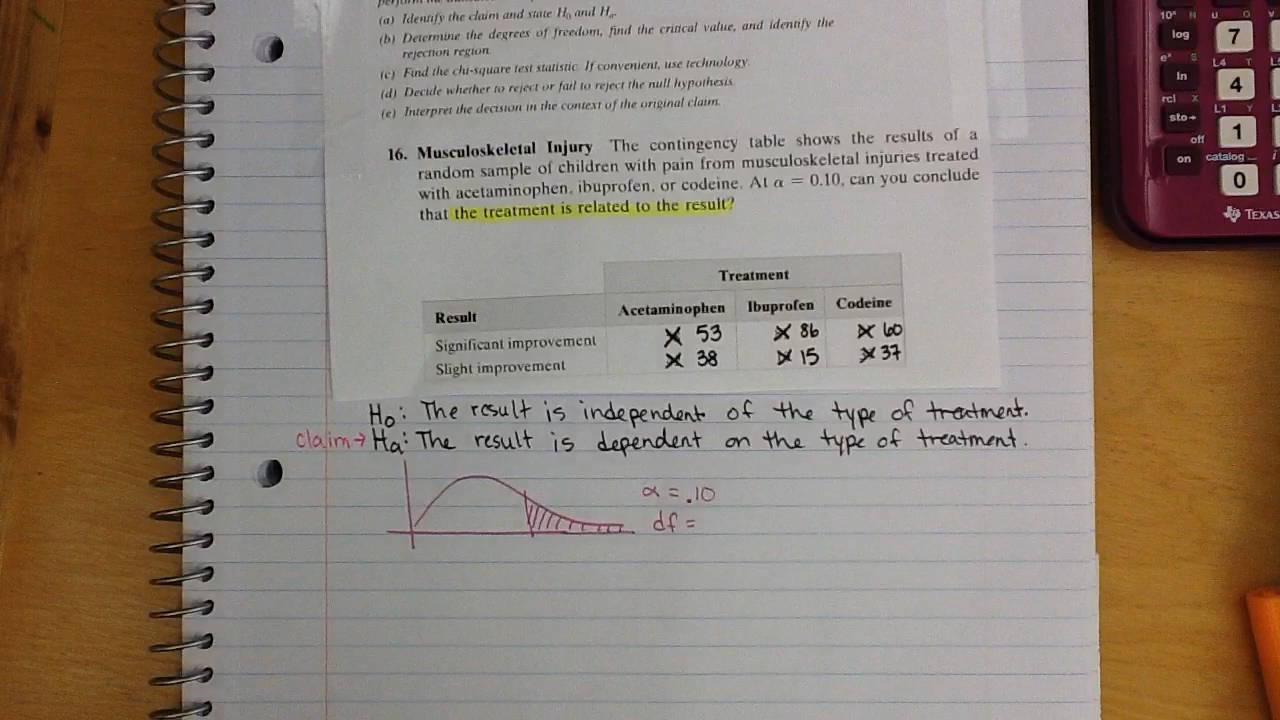 (a) Identify the claim and state H₀ and Hₐ.
(b) Determine the degrees of freedom, find the critical value, and identify the
rejection region.
(c) Find the chi-square test statistic. If convenient, use technology.
(d) Decide whether to reject or fail to reject the null hypothesis.
(e) Interpret the decision in the context of the original claim.
16. Musculoskeletal Injury The contingency table shows the results of a
random sample of children with pain from musculoskeletal injuries treated
with acetaminophen, ibuprofen, or codeine. At α = 0.10, can you conclude
that the treatment is related to the result?
Treatment
Result Acetaminophen Ibuprofen Codeine
Significant improvement 53 86 60
Slight improvement 38 15 37
Ho: The result is independent of the type of treatment.
claim→ Ha: The result is dependent on the type of treatment.
α = .10
df =
10ˣ N U O V
log 7
eˣ S L4 T L5
ln 4
rcl X L1 Y L
sto→ 1
off catalog i
on 0
TEXAS